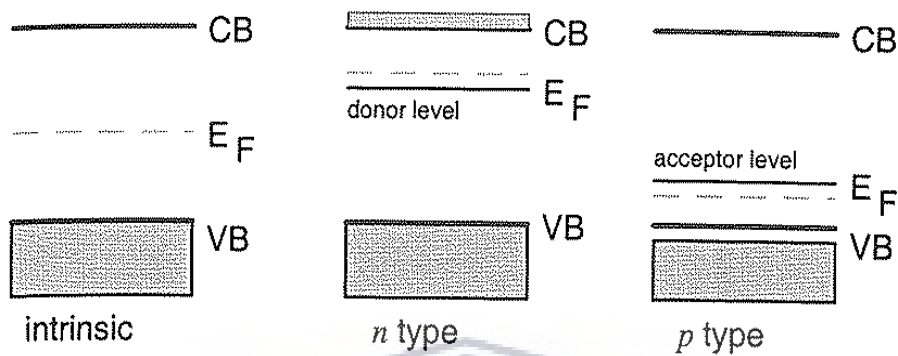 CB
E F
VB
intrinsic
CB
donor level
E F
VB
n type
CB
acceptor level
E F
VB
p type